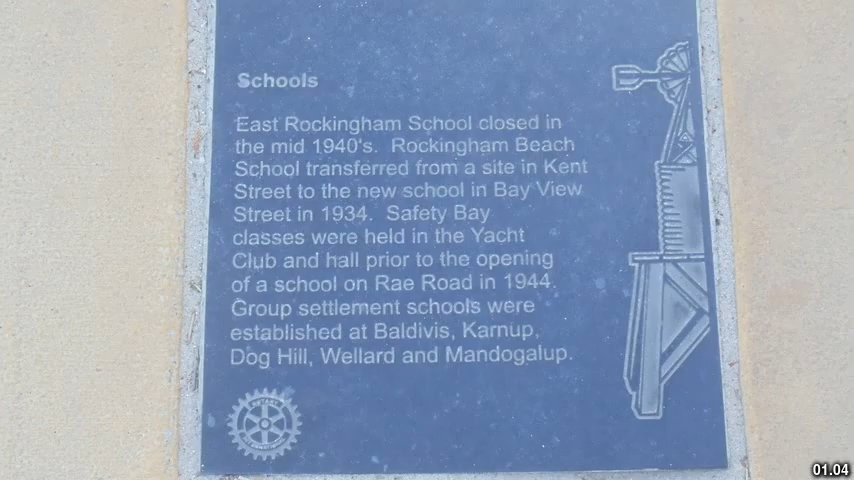 Schools
East Rockingham School closed in
the mid 1940's. Rockingham Beach
School transferred from a site in Kent
Street to the new school in Bay View
Street in 1934. Safety Bay
classes were held in the Yacht
Club and hall prior to the opening
of a school on Rae Road in 1944.
Group settlement schools were
established at Baldivis, Karnup,
Dog Hill, Wellard and Mandogalup.
ROTARY
INTERNATIONAL
01.04